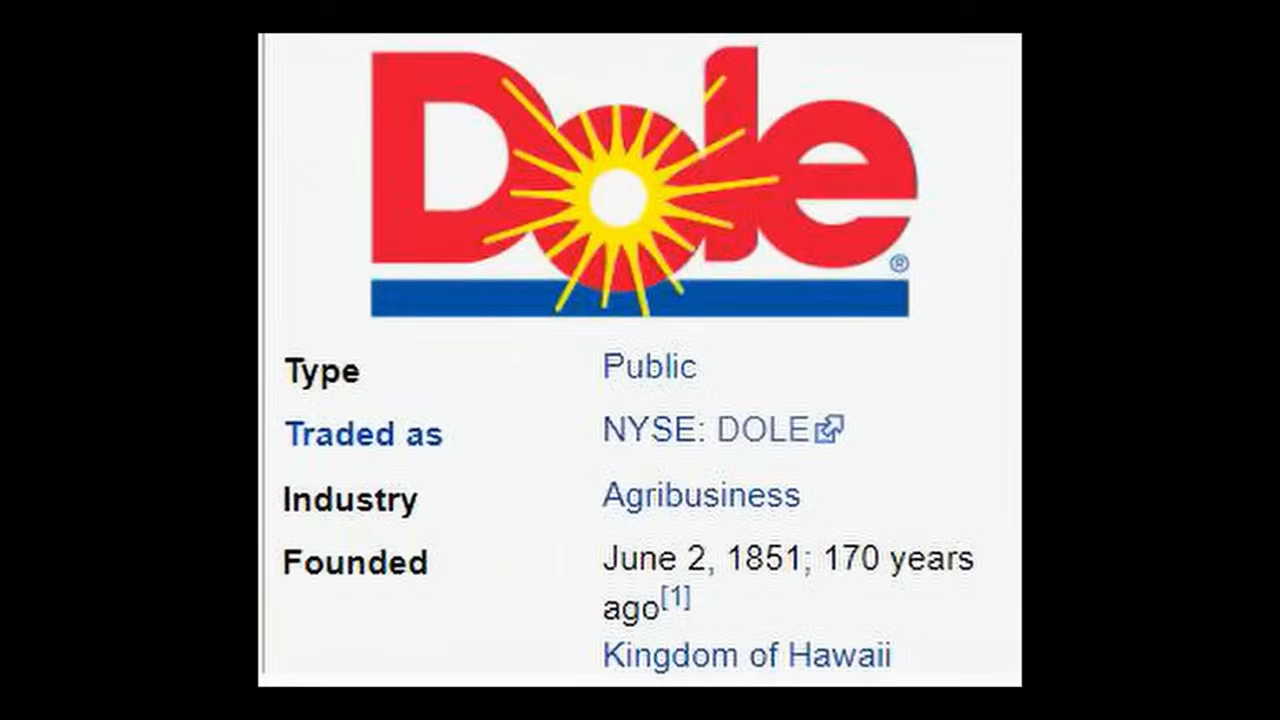 Dole®
Type Public
Traded as NYSE: DOLE
Industry Agribusiness
Founded June 2, 1851; 170 years
ago[1]
Kingdom of Hawaii